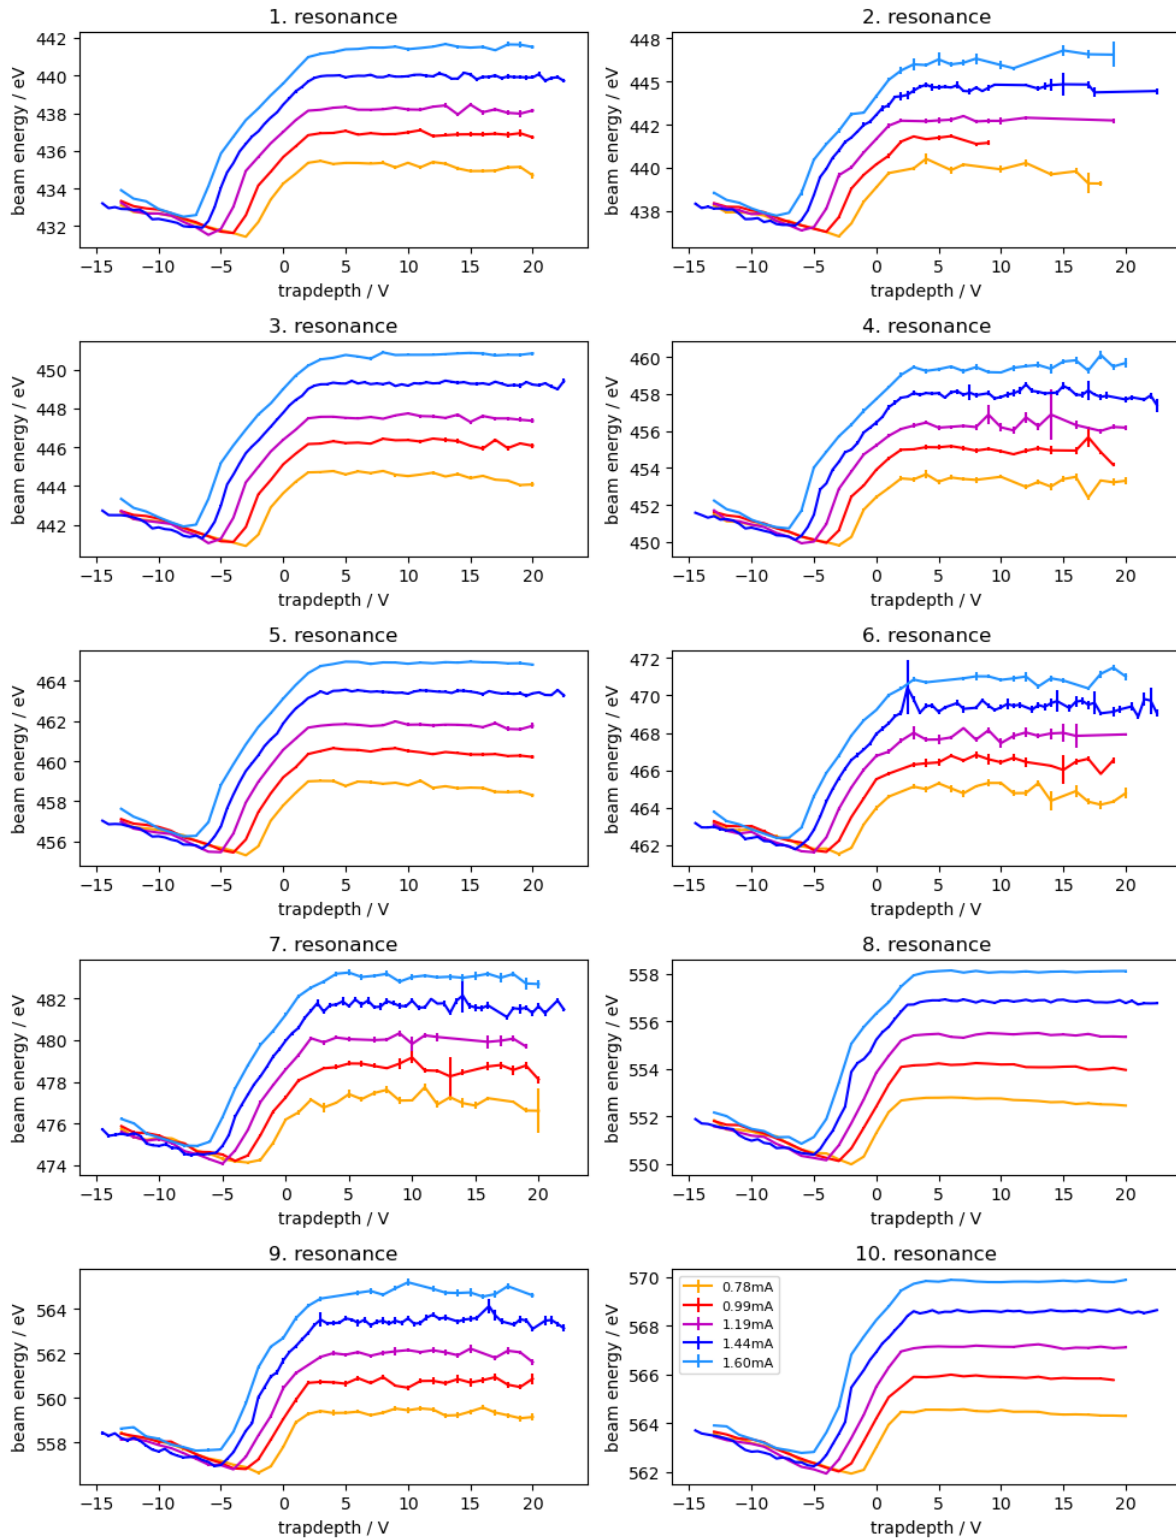 1. resonance
442
440
438
436
434
432
beam energy / eV
−15 −10 −5 0 5 10 15 20
trapdepth / V
2. resonance
448
445
442
440
438
beam energy / eV
−15 −10 −5 0 5 10 15 20
trapdepth / V
3. resonance
450
448
446
444
442
beam energy / eV
−15 −10 −5 0 5 10 15 20
trapdepth / V
4. resonance
460
458
456
454
452
450
beam energy / eV
−15 −10 −5 0 5 10 15 20
trapdepth / V
5. resonance
464
462
460
458
456
beam energy / eV
−15 −10 −5 0 5 10 15 20
trapdepth / V
6. resonance
472
470
468
466
464
462
beam energy / eV
−15 −10 −5 0 5 10 15 20
trapdepth / V
7. resonance
482
480
478
476
474
beam energy / eV
−15 −10 −5 0 5 10 15 20
trapdepth / V
8. resonance
558
556
554
552
550
beam energy / eV
−15 −10 −5 0 5 10 15 20
trapdepth / V
9. resonance
564
562
560
558
beam energy / eV
−15 −10 −5 0 5 10 15 20
trapdepth / V
10. resonance
570
568
566
564
562
beam energy / eV
0.78mA
0.99mA
1.19mA
1.44mA
1.60mA
−15 −10 −5 0 5 10 15 20
trapdepth / V